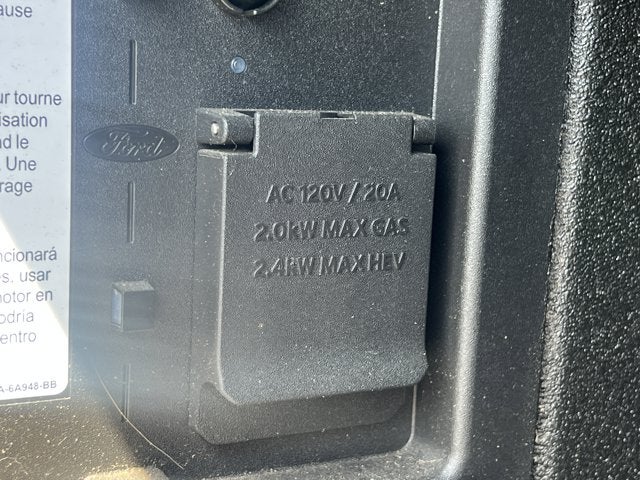 ause
ur tourne
isation
nd le
. Une
rage
ncionará
es. usar
notor en
odría
entro
A-6A948-BB
Ford
AC 120V / 20A
2.0kW MAX GAS
2.4kW MAX HEV